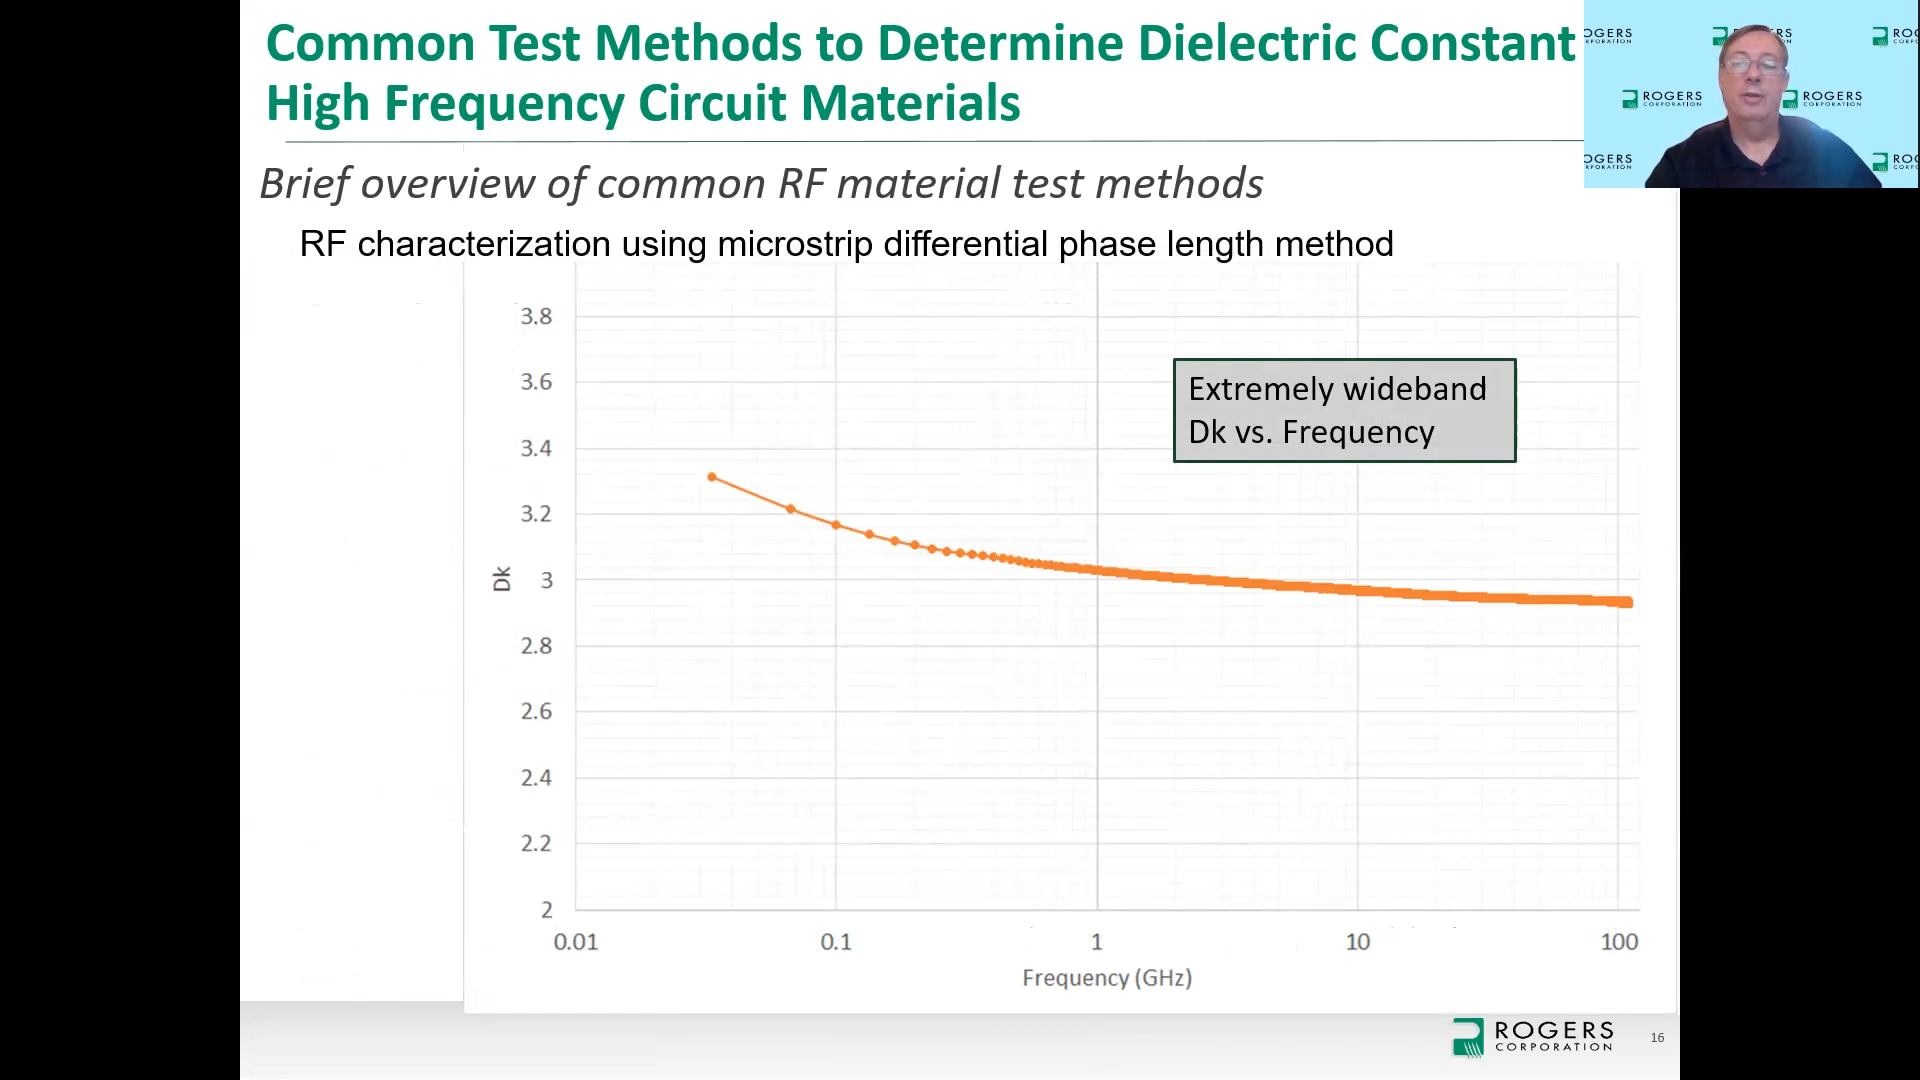 Common Test Methods to Determine Dielectric Constant
High Frequency Circuit Materials
Brief overview of common RF material test methods
RF characterization using microstrip differential phase length method
Extremely wideband
Dk vs. Frequency
3.8
3.6
3.4
3.2
3
2.8
2.6
2.4
2.2
2
Dk
0.01
0.1
1
10
100
Frequency (GHz)
ROGERS
CORPORATION
16
ROGERS
CORPORATION
ROGERS
CORPORATION